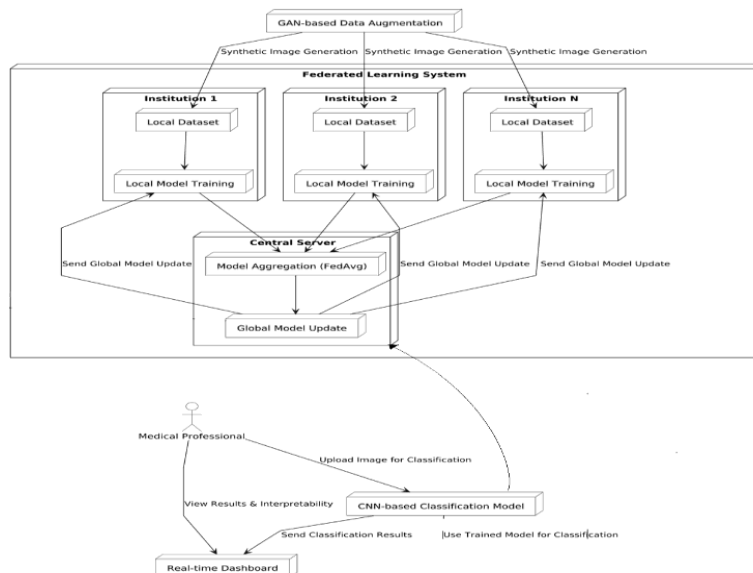 GAN-based Data Augmentation
Synthetic Image Generation Synthetic Image Generation Synthetic Image Generation
Federated Learning System
Institution 1 Institution 2 Institution N
Local Dataset Local Dataset Local Dataset
Local Model Training Local Model Training Local Model Training
Central Server
Send Global Model Update Model Aggregation (FedAvg) Send Global Model Update Send Global Model Update
Global Model Update
Medical Professional
Upload Image for Classification
View Results & Interpretability CNN-based Classification Model
Send Classification Results Use Trained Model for Classification
Real-time Dashboard